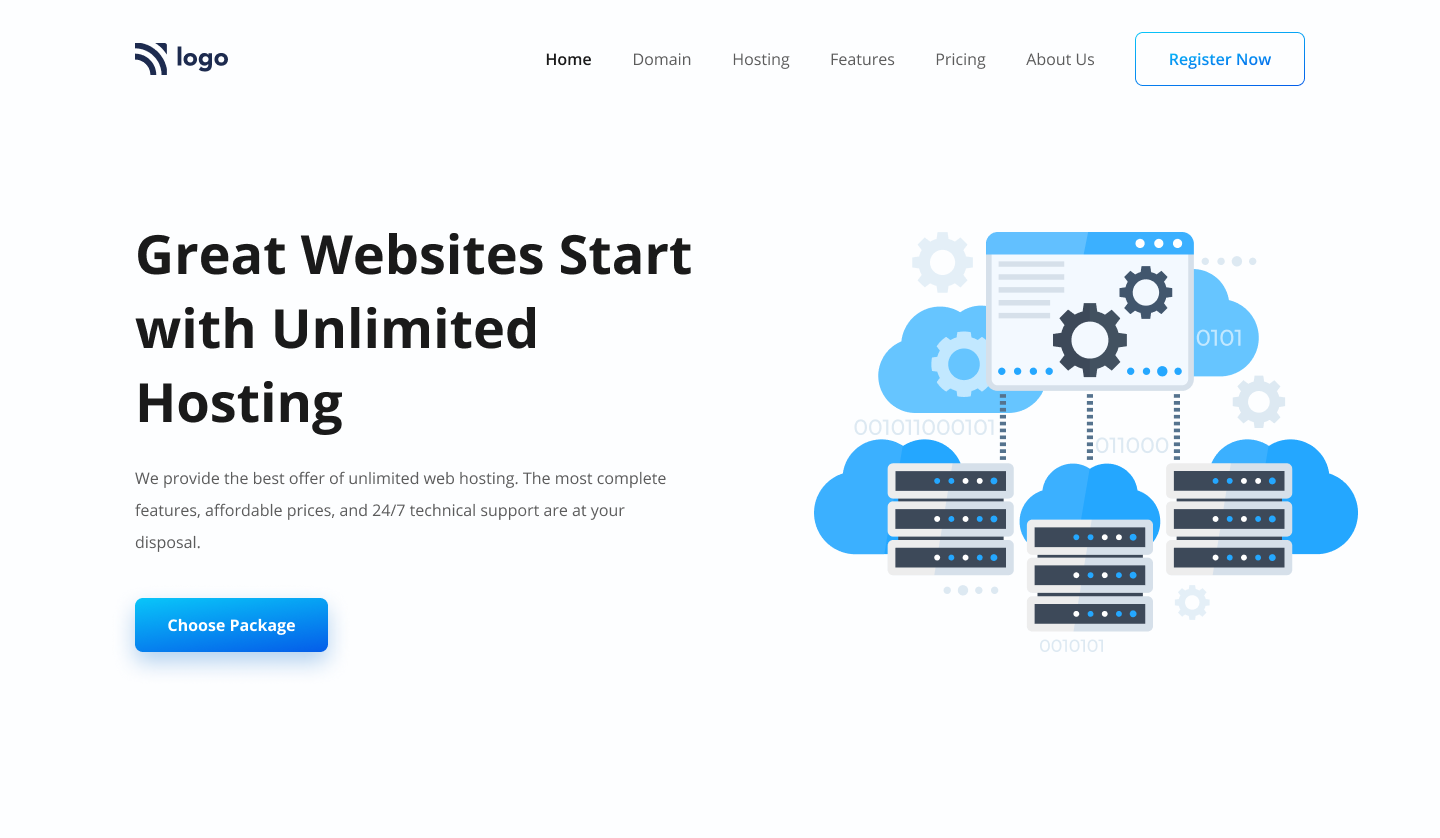 logo
Home Domain Hosting Features Pricing About Us Register Now
Great Websites Start
with Unlimited
Hosting
We provide the best offer of unlimited web hosting. The most complete
features, affordable prices, and 24/7 technical support are at your
disposal.
Choose Package
0101
001011000101
011000
0010101